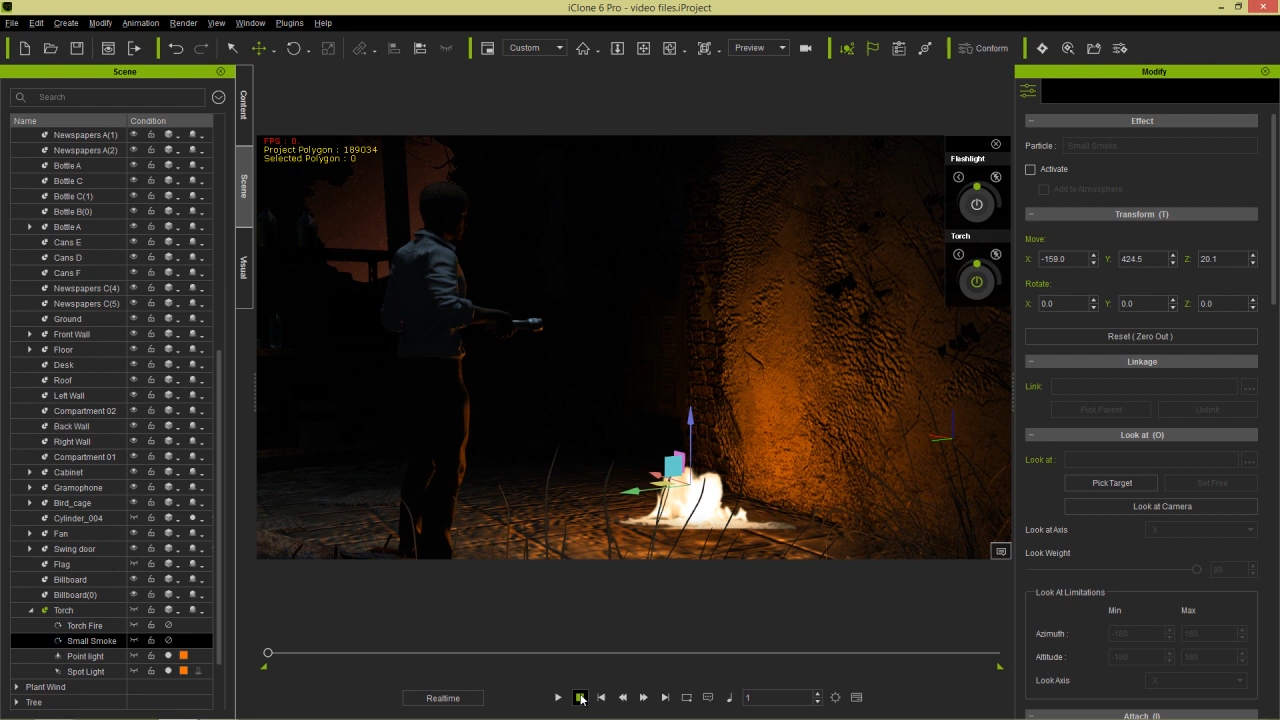 iClone 6 Pro - video files.iProject
File Edit Create Modify Animation Render View Window Plugins Help
Custom Preview Conform
Scene
Search
Name Condition
Newspapers A(1)
Newspapers A(2)
Bottle A
Bottle C
Bottle C(1)
Bottle B(0)
Bottle A
Cans E
Cans D
Cans F
Newspapers C(4)
Newspapers C(5)
Ground
Front Wall
Floor
Desk
Roof
Left Wall
Compartment 02
Back Wall
Right Wall
Compartment 01
Cabinet
Gramophone
Bird_cage
Cylinder_004
Fan
Swing door
Flag
Billboard
Billboard(0)
Torch
Torch Fire
Small Smoke
Point light
Spot Light
Plant Wind
Tree
Content
Scene
Visual
FPS : 0.
Project Polygon : 189034
Selected Polygon : 0
Flashlight
Torch
Realtime
1
Modify
Effect
Particle : Small Smoke
Activate
Add to Atmosphere
Transform (T)
Move:
X: -159.0 Y: 424.5 Z: 20.1
Rotate:
X: 0.0 Y: 0.0 Z: 0.0
Reset ( Zero Out )
Linkage
Link: ...
Pick Parent Unlink
Look at (O)
Look at : ...
Pick Target Set Free
Look at Camera
Look at Axis X
Look Weight
99
Look At Limitations
Min Max
Azimuth : -180 180
Altitude : -180 180
Look Axis X
Attach (I)